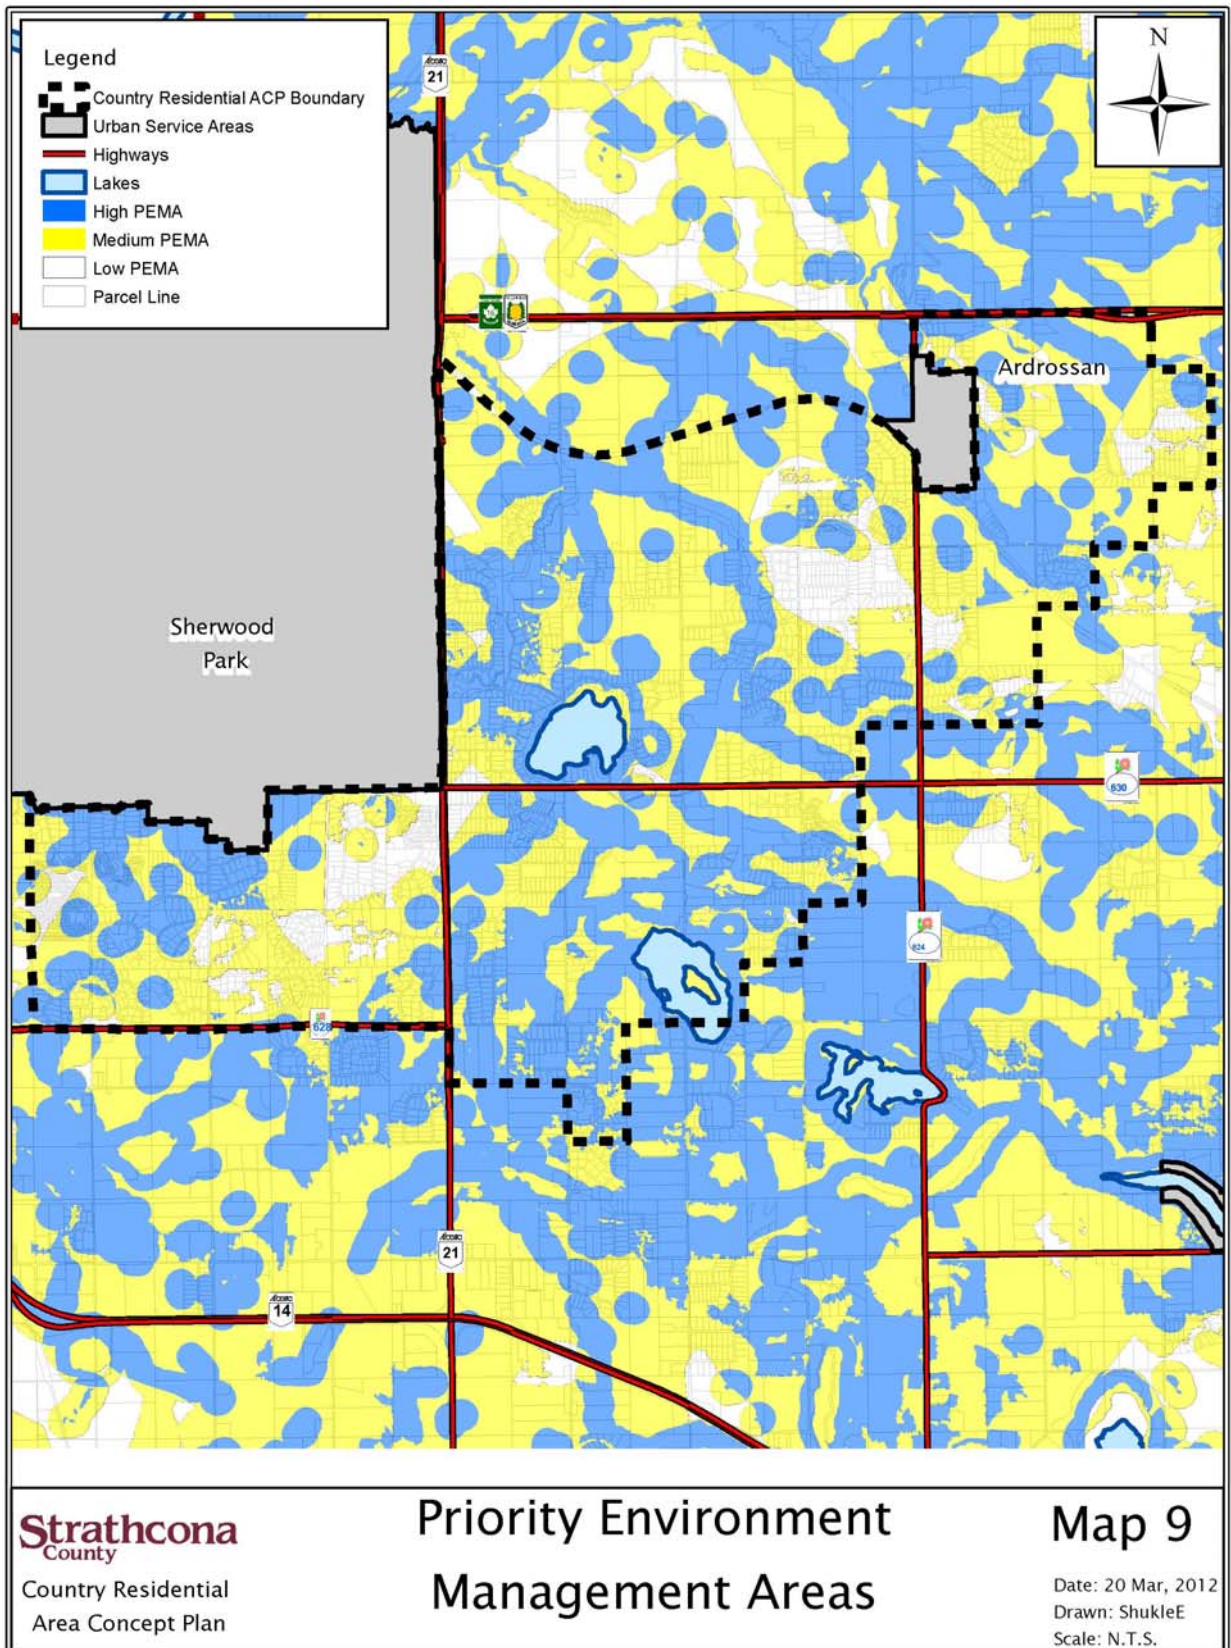 Legend
Country Residential ACP Boundary
Urban Service Areas
Highways
Lakes
High PEMA
Medium PEMA
Low PEMA
Parcel Line
N
21
Ardrossan
Sherwood
Park
630
824
628
21
14
Strathcona
County
Country Residential
Area Concept Plan
Priority Environment
Management Areas
Map 9
Date: 20 Mar, 2012
Drawn: ShukleE
Scale: N.T.S.